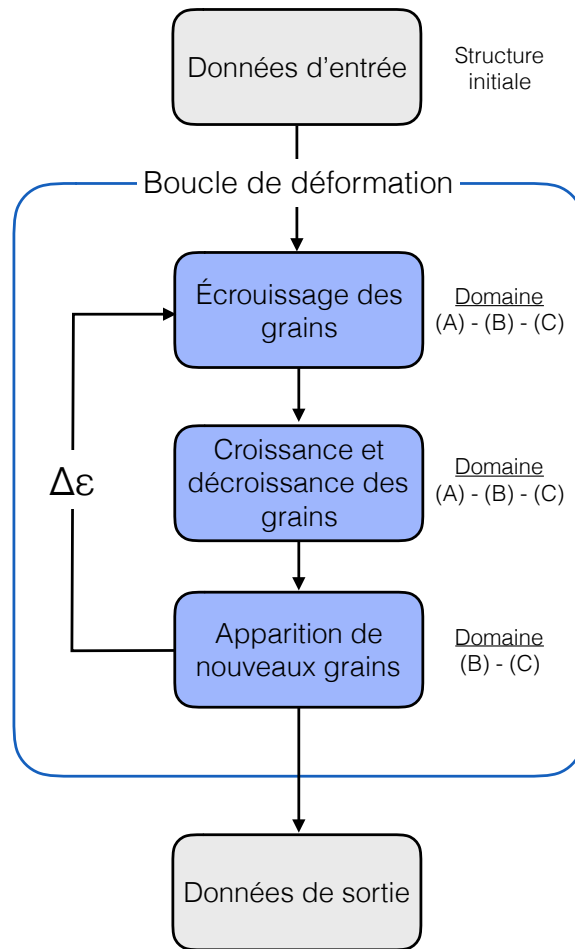 Données d'entrée
Structure
initiale
Boucle de déformation
Écrouissage des
grains
Domaine
(A) - (B) - (C)
Croissance et
décroissance des
grains
Domaine
(A) - (B) - (C)
Δε
Apparition de
nouveaux grains
Domaine
(B) - (C)
Données de sortie